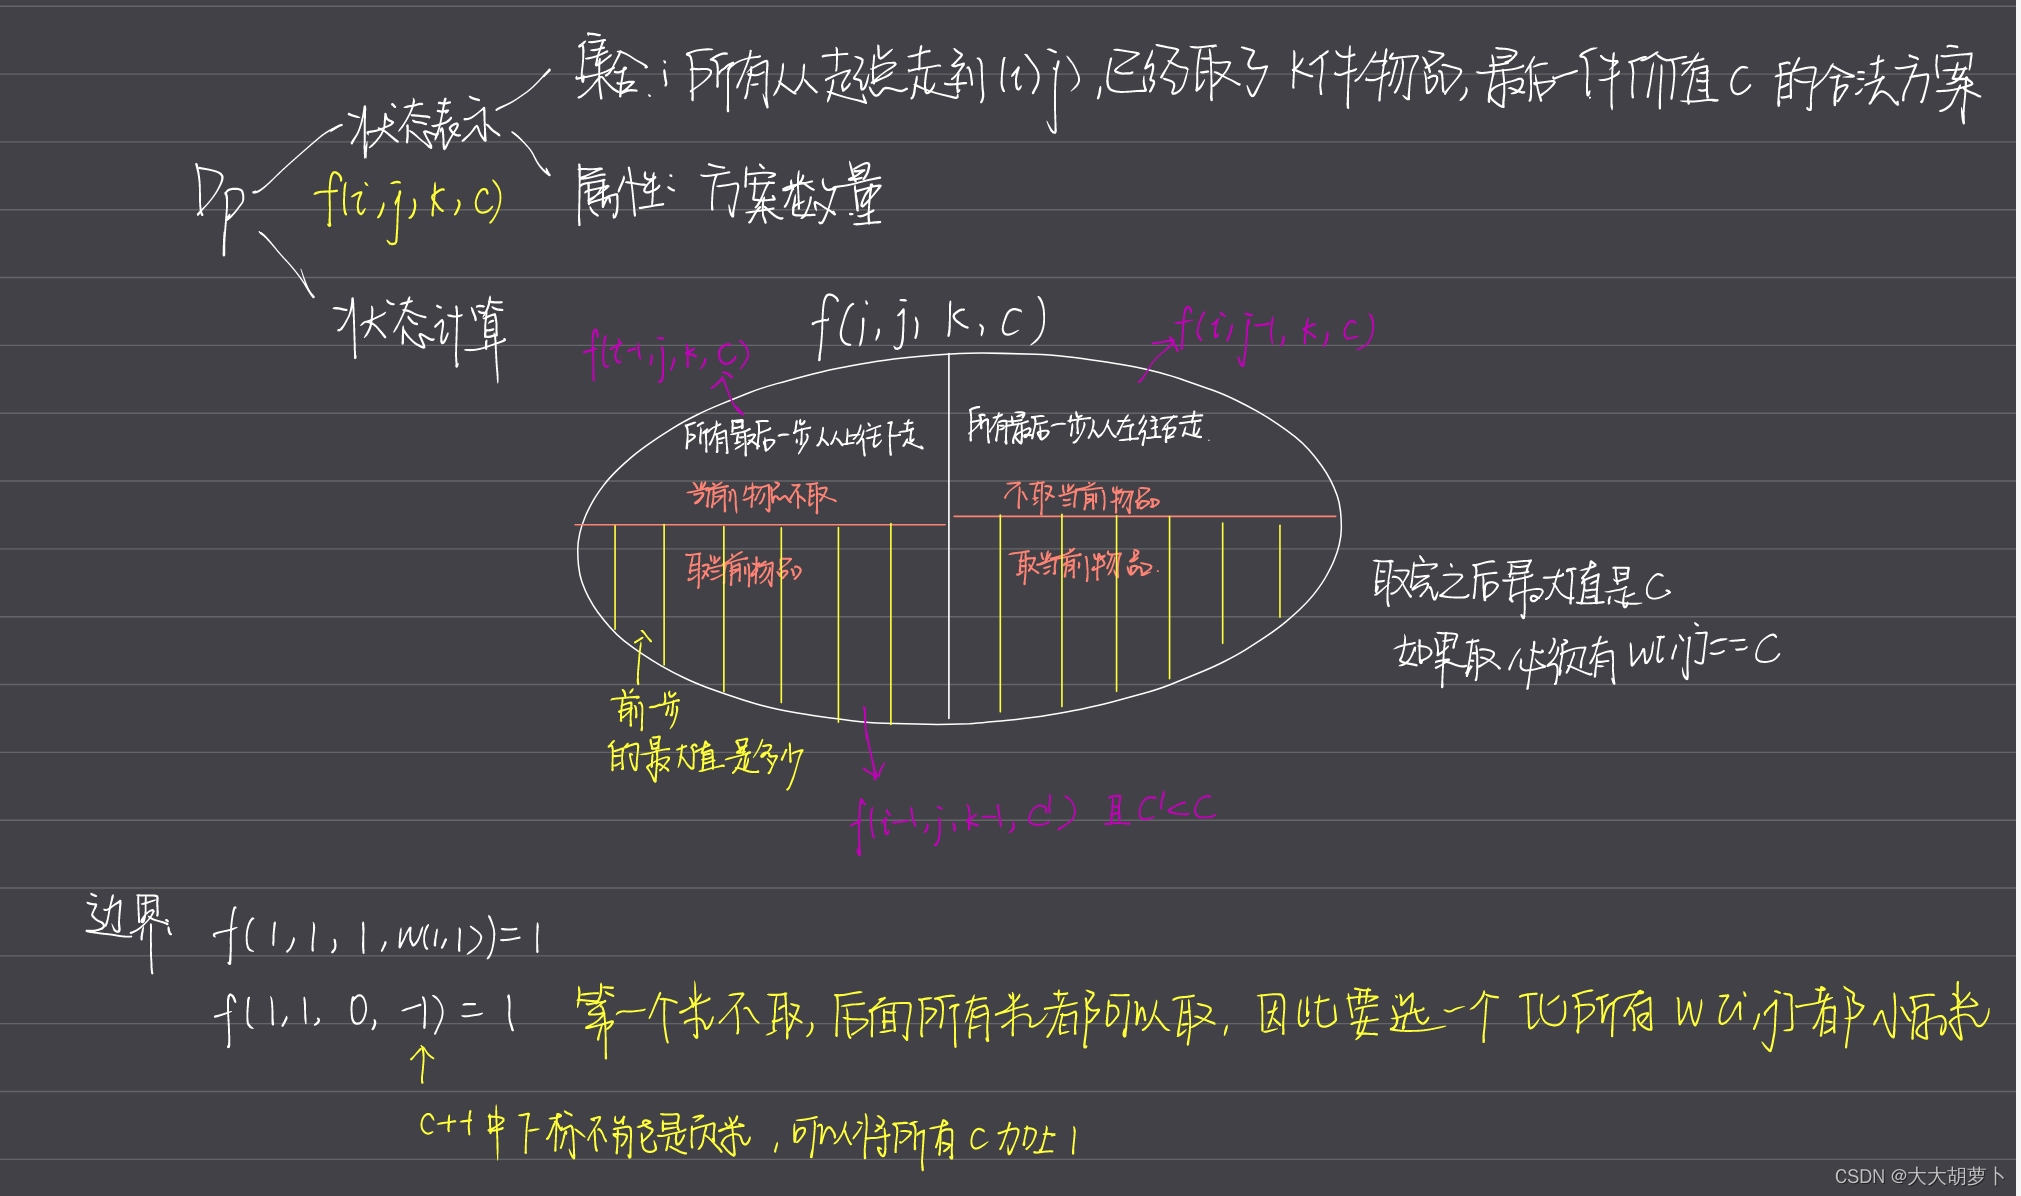 集合:所有从起点走到(i,j),已经取了K件物品,最后一件价值C的合法方案
状态表示
Dp
f(i,j,k,c)
属性:方案数量
状态计算
f(i,j,k,c)
f(i-1,j,k,c)
f(i,j-1,k,c)
所有最后一步从上往下走
所有最后一步从左往右走.
当前物品不取
不取当前物品
取当前物品
取当前物品.
取完之后最大值是C
如果取,必须有W[i,j]==C
前一步
的最大值是多少
f(i-1,j,k-1,C') 且C'<C
边界:
f(1,1,1,W(1,1))=1
f(1,1,0,-1)=1
第一个数不取,后面所有数都可以取,因此要选一个比所有W[i,j]都小的数
C++中下标不能是负数,可以将所有C加上1
CSDN @大大胡萝卜